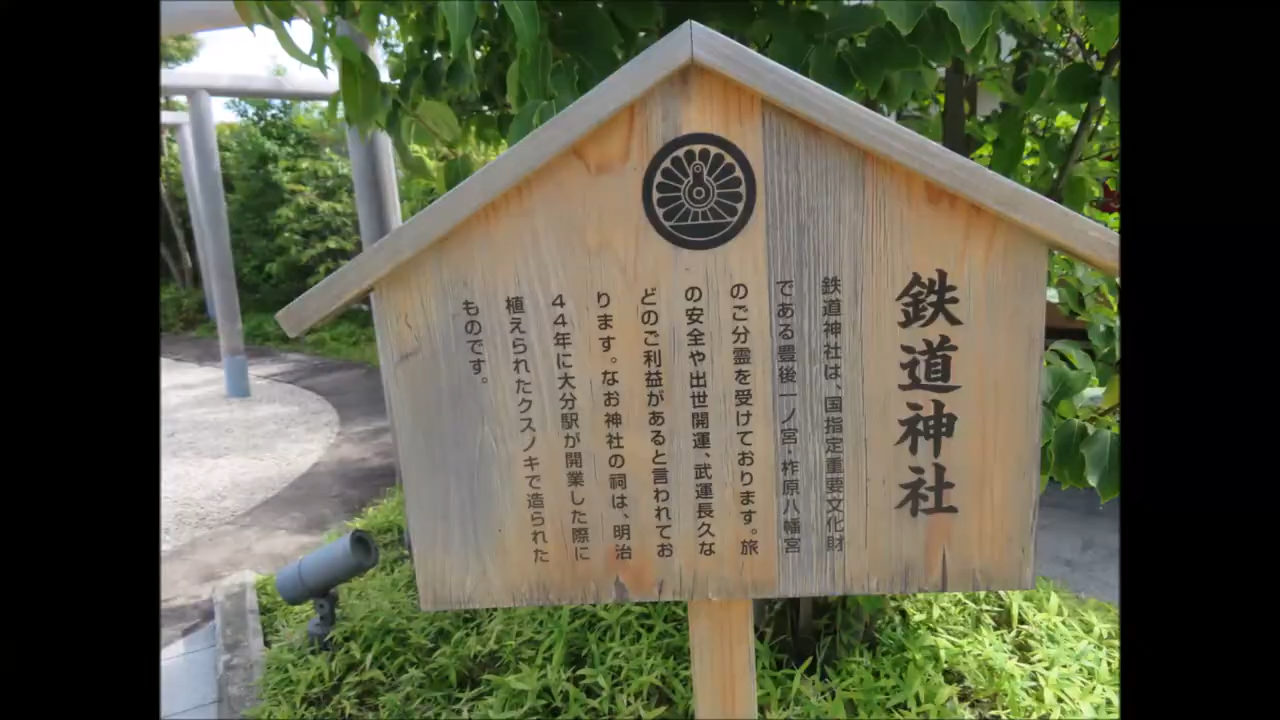 鉄道神社
鉄道神社は、国指定重要文化財
である豊後一ノ宮・柞原八幡宮
のご分霊を受けております。旅
の安全や出世開運、武運長久な
どのご利益があると言われてお
ります。なお神社の祠は、明治
44年に大分駅が開業した際に
植えられたクスノキで造られた
ものです。